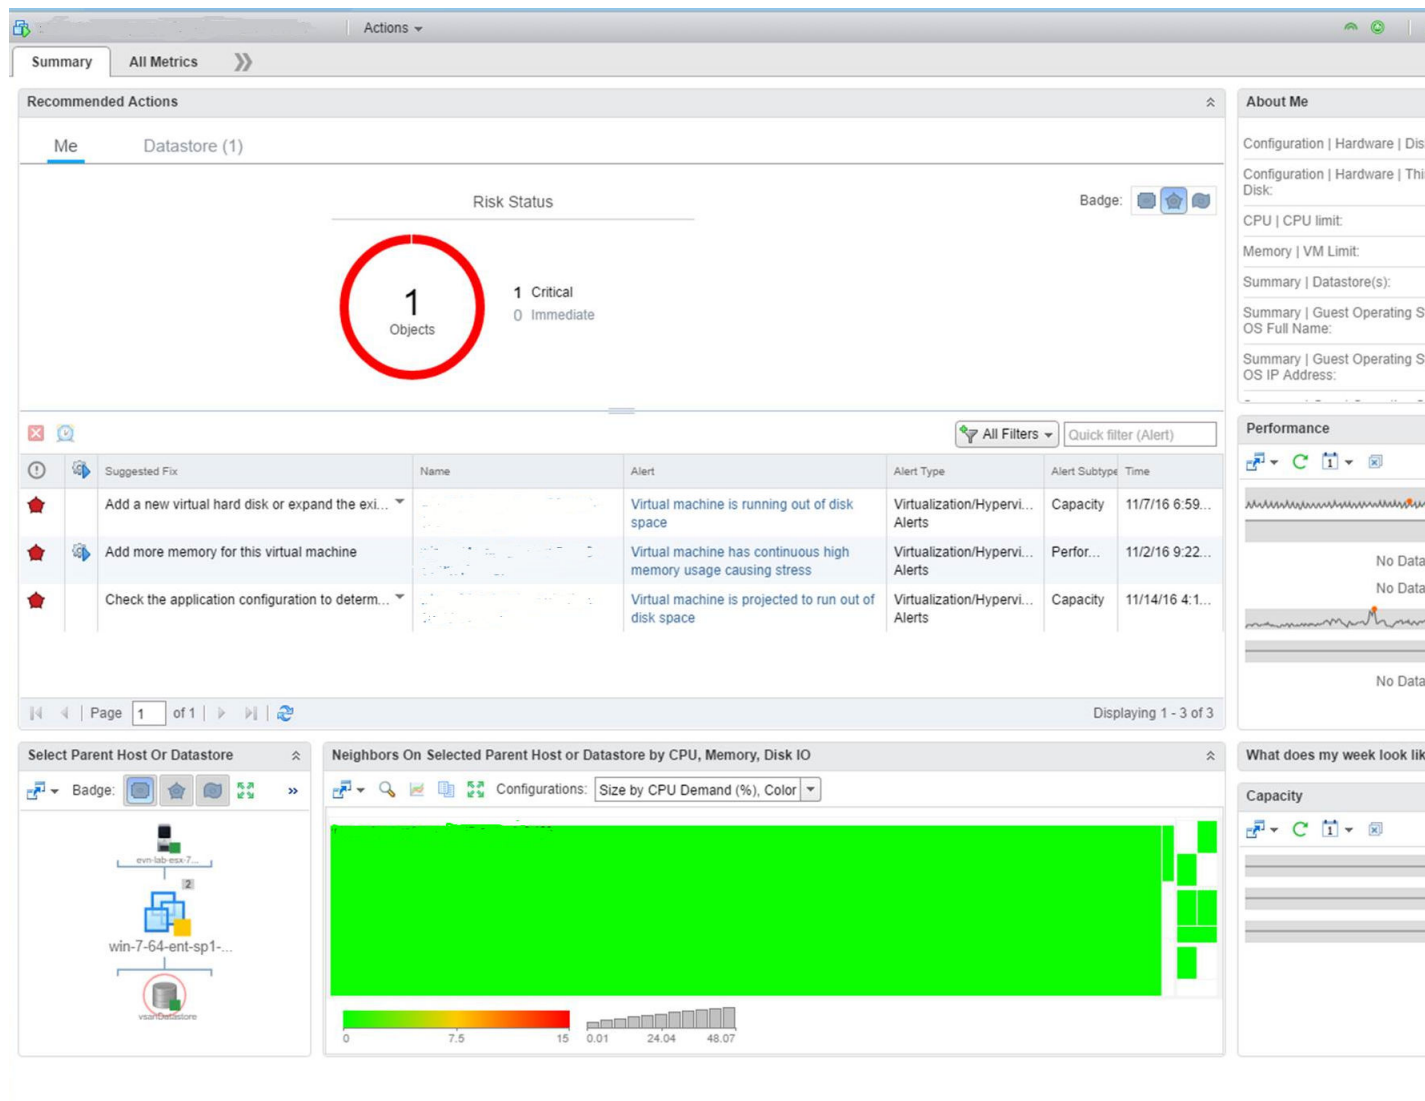 Actions
Summary All Metrics
Recommended Actions
Me Datastore (1)
Risk Status
Badge:
1
Objects
1 Critical
0 Immediate
All Filters Quick filter (Alert)
Suggested Fix Name Alert Alert Type Alert Subtype Time
Add a new virtual hard disk or expand the exi... Virtual machine is running out of disk Virtualization/Hypervi... Capacity 11/7/16 6:59...
space Alerts
Add more memory for this virtual machine Virtual machine has continuous high Virtualization/Hypervi... Perfor... 11/2/16 9:22...
memory usage causing stress Alerts
Check the application configuration to determ... Virtual machine is projected to run out of Virtualization/Hypervi... Capacity 11/14/16 4:1...
disk space Alerts
Page 1 of 1 Displaying 1 - 3 of 3
About Me
Configuration | Hardware | Dis
Configuration | Hardware | Thi
Disk:
CPU | CPU limit:
Memory | VM Limit:
Summary | Datastore(s):
Summary | Guest Operating S
OS Full Name:
Summary | Guest Operating S
OS IP Address:
Performance
1
No Data
No Data
No Data
Select Parent Host Or Datastore
Badge:
evn-lab-esx-7...
2
win-7-64-ent-sp1-...
vsanDatastore
Neighbors On Selected Parent Host or Datastore by CPU, Memory, Disk IO
Configurations: Size by CPU Demand (%), Color
0 7.5 15 0.01 24.04 48.07
What does my week look lik
Capacity
1